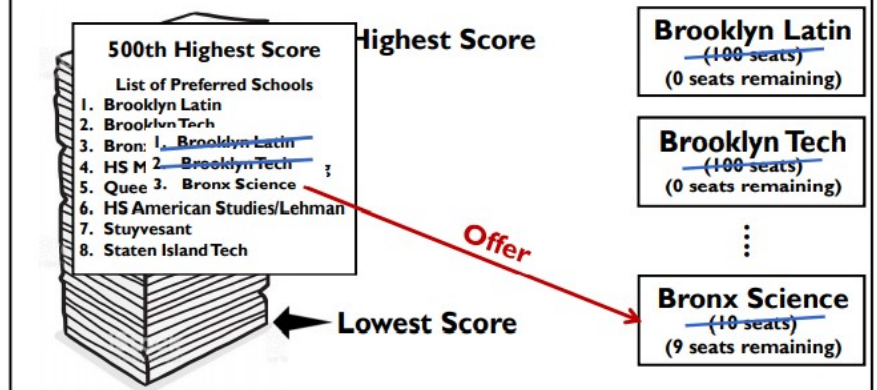 500th Highest Score
List of Preferred Schools
1. Brooklyn Latin
2. Brooklyn Tech
3. Bronx
4. HS M
5. Quee
6. HS American Studies/Lehman
7. Stuyvesant
8. Staten Island Tech
1. Brooklyn Latin
2. Brooklyn Tech
3. Bronx Science
Highest Score
Offer
Lowest Score
Brooklyn Latin
(100 seats)
(0 seats remaining)
Brooklyn Tech
(100 seats)
(0 seats remaining)
Bronx Science
(10 seats)
(9 seats remaining)